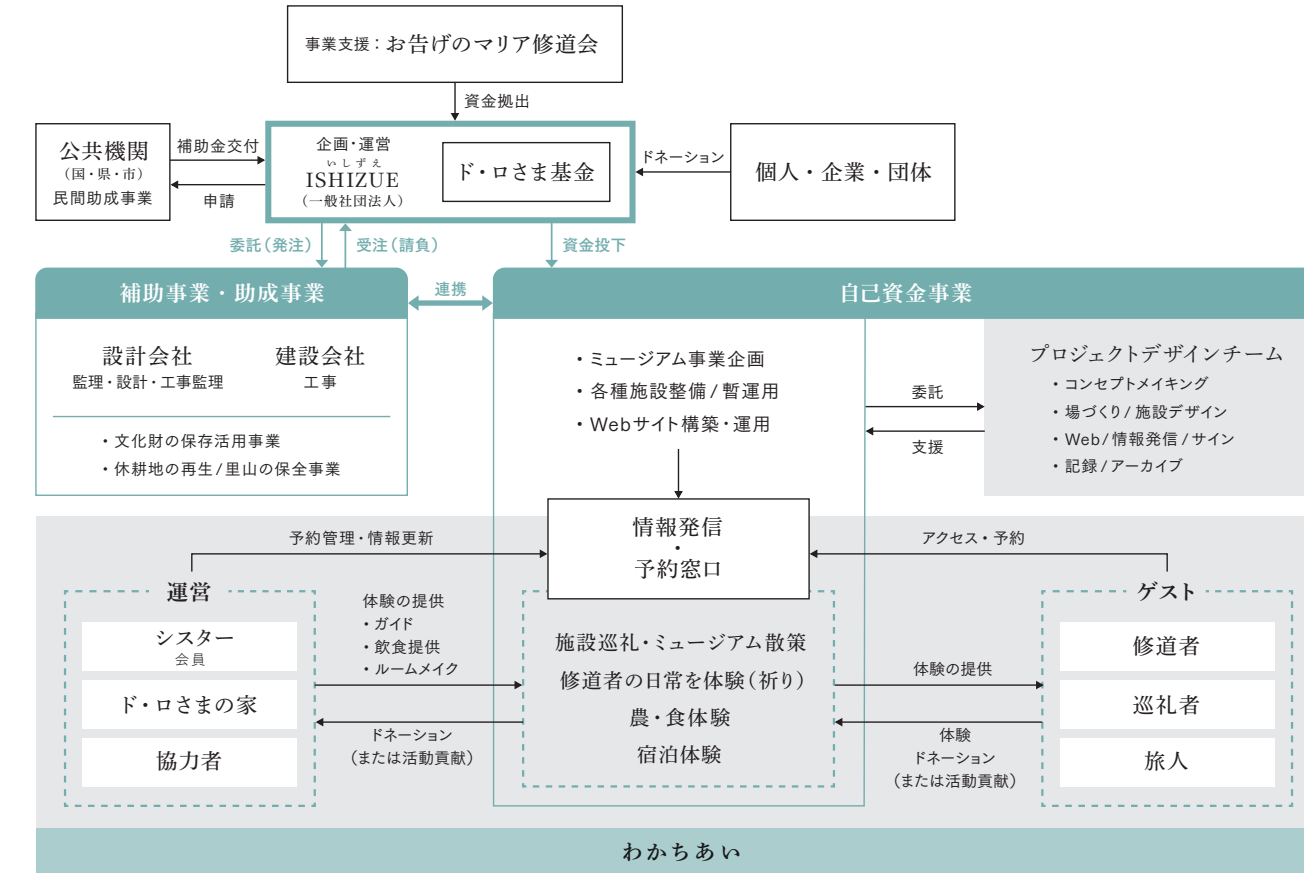 事業支援：お告げのマリア修道会
資金拠出
公共機関
（国・県・市）
民間助成事業
補助金交付
申請
企画・運営
いしずえ
ISHIZUE
（一般社団法人）
ド・ロさま基金
ドネーション
個人・企業・団体
委託（発注）
受注（請負）
資金投下
補助事業・助成事業
連携
自己資金事業
設計会社
監理・設計・工事監理
建設会社
工事
・文化財の保存活用事業
・休耕地の再生/里山の保全事業
・ミュージアム事業企画
・各種施設整備/暫運用
・Webサイト構築・運用
委託
支援
プロジェクトデザインチーム
・コンセプトメイキング
・場づくり/施設デザイン
・Web/情報発信/サイン
・記録/アーカイブ
予約管理・情報更新
情報発信
・
予約窓口
アクセス・予約
運営
シスター
会員
ド・ロさまの家
協力者
体験の提供
・ガイド
・飲食提供
・ルームメイク
ドネーション
（または活動貢献）
施設巡礼・ミュージアム散策
修道者の日常を体験（祈り）
農・食体験
宿泊体験
体験の提供
体験
ドネーション
（または活動貢献）
ゲスト
修道者
巡礼者
旅人
わかちあい